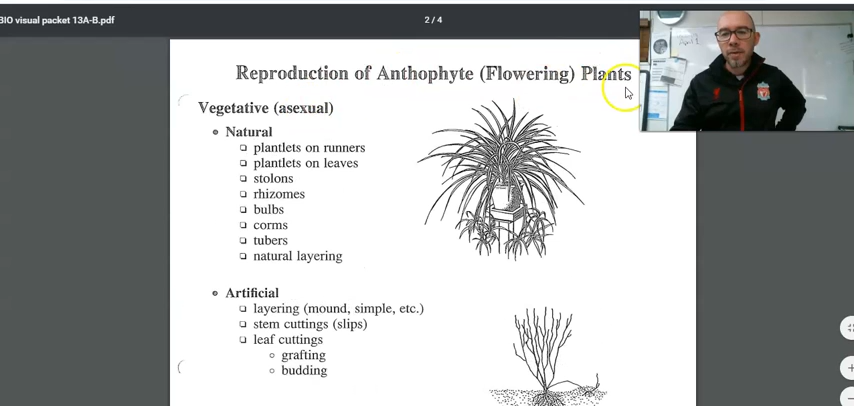 BIO visual packet 13A-B.pdf
2 / 4
Reproduction of Anthophyte (Flowering) Plants
Vegetative (asexual)
Natural
plantlets on runners
plantlets on leaves
stolons
rhizomes
bulbs
corms
tubers
natural layering
Artificial
layering (mound, simple, etc.)
stem cuttings (slips)
leaf cuttings
grafting
budding